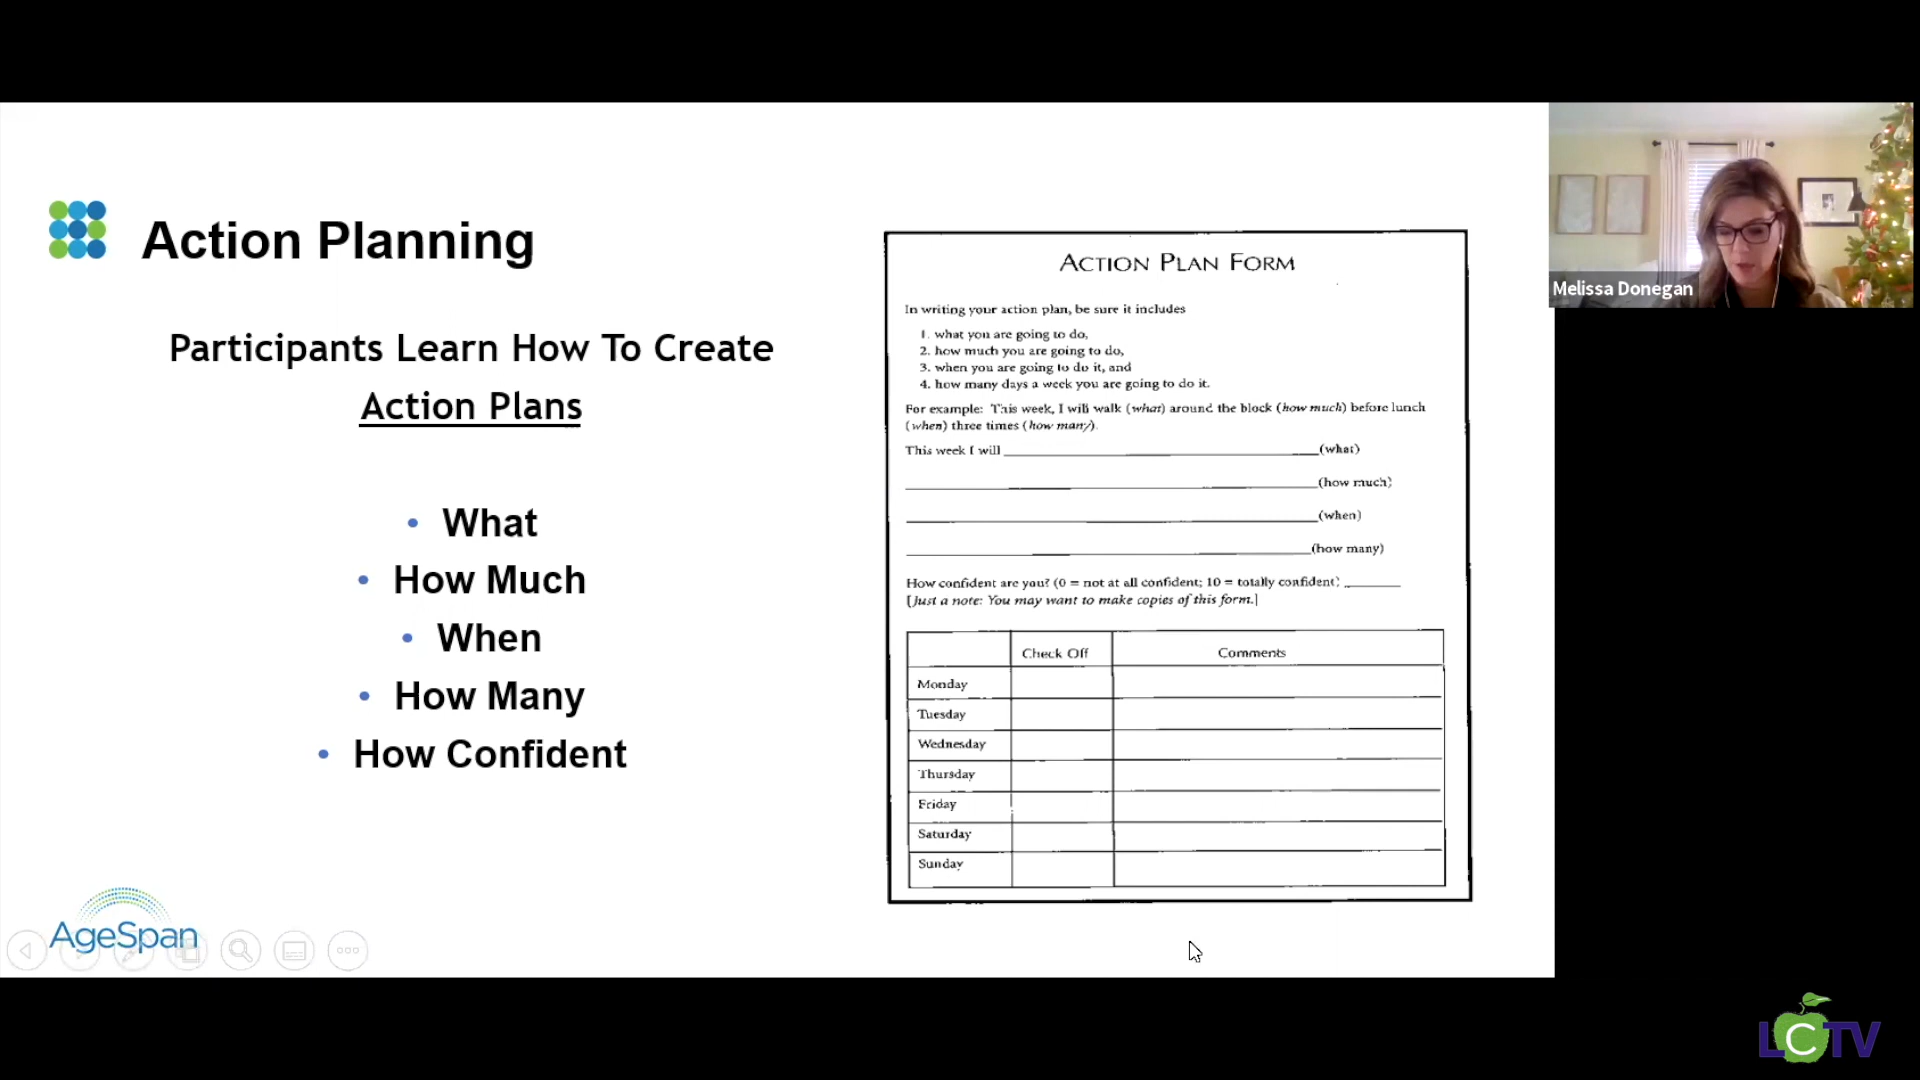 Action Planning
Participants Learn How To Create
Action Plans
• What
• How Much
• When
• How Many
• How Confident
AgeSpan
ACTION PLAN FORM
In writing your action plan, be sure it includes
1. what you are going to do,
2. how much you are going to do,
3. when you are going to do it, and
4. how many days a week you are going to do it.
For example: This week, I will walk (what) around the block (how much) before lunch
(when) three times (how many).
This week I will ____________________ (what)
____________________ (how much)
____________________ (when)
____________________ (how many)
How confident are you? (0 = not at all confident; 10 = totally confident) ______
[Just a note: You may want to make copies of this form.]
Check Off Comments
Monday
Tuesday
Wednesday
Thursday
Friday
Saturday
Sunday
Melissa Donegan
LCTV